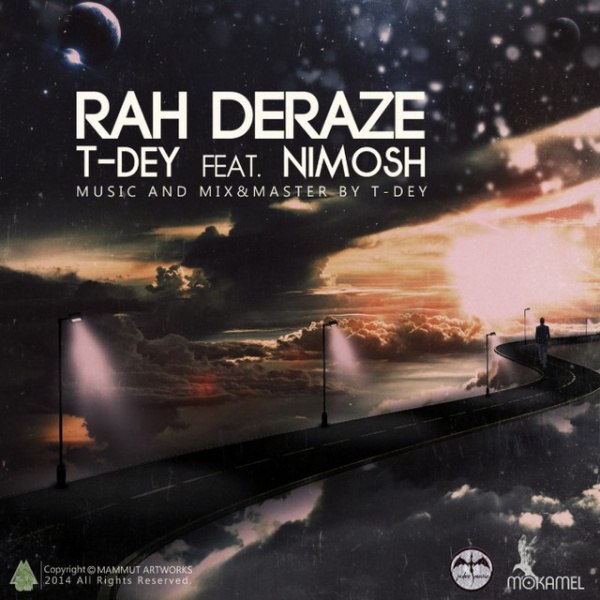 RAH DERAZE
T-DEY FEAT. NIMOSH
MUSIC AND MIX&MASTER BY T-DEY
Copyright © MAMMUT ARTWORKS
2014 All Rights Reserved.
MOKAMEL